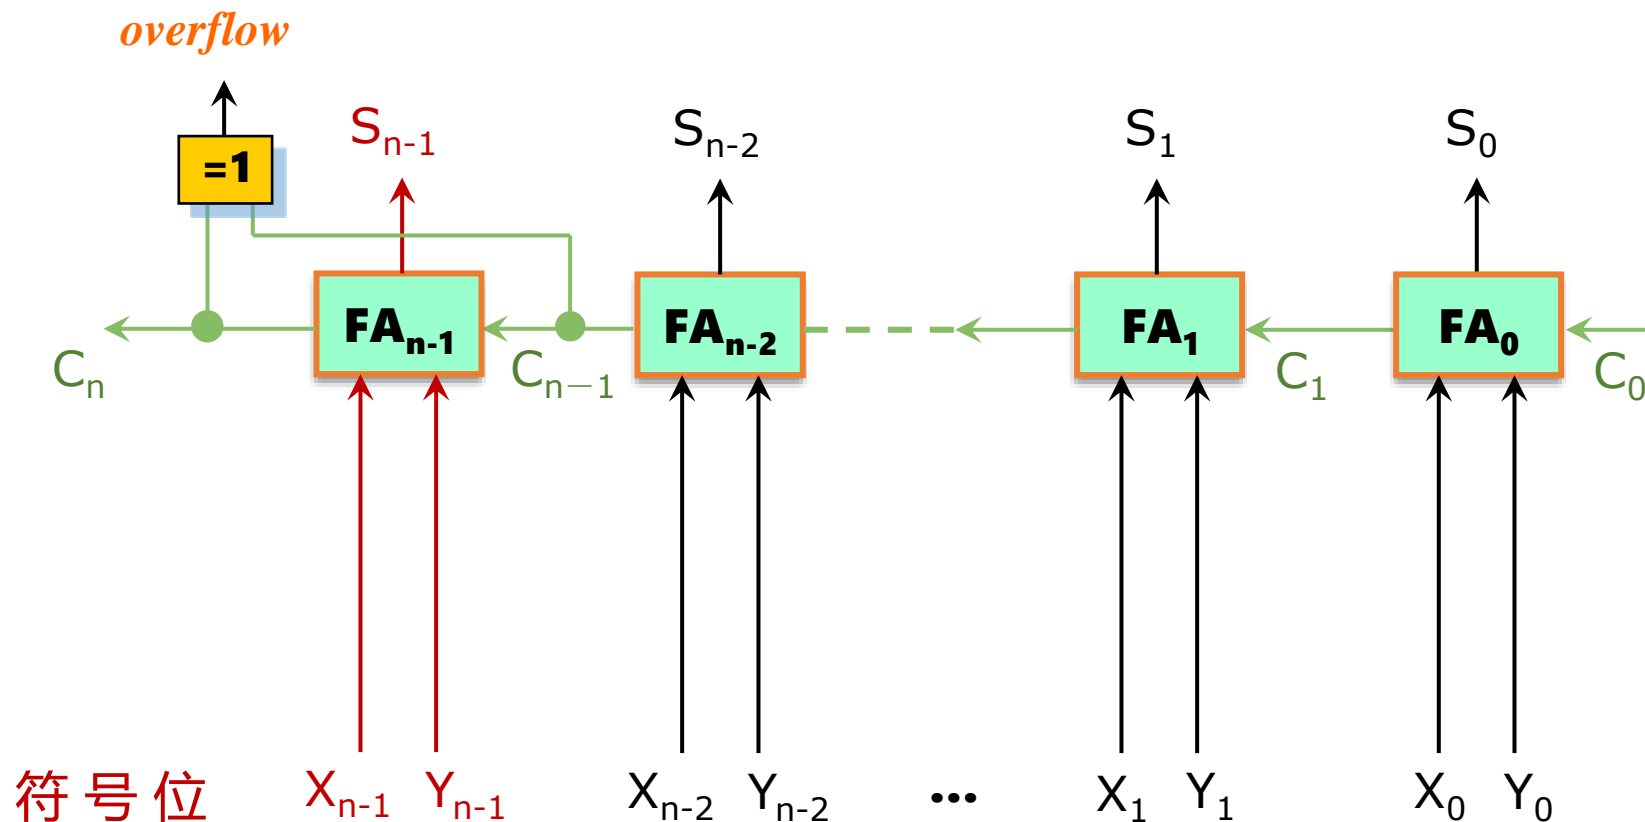 overflow
=1
Sₙ₋₁ Sₙ₋₂ S₁ S₀
FAₙ₋₁ FAₙ₋₂ FA₁ FA₀
Cₙ Cₙ₋₁ C₁ C₀
符号位 Xₙ₋₁ Yₙ₋₁ Xₙ₋₂ Yₙ₋₂ ... X₁ Y₁ X₀ Y₀